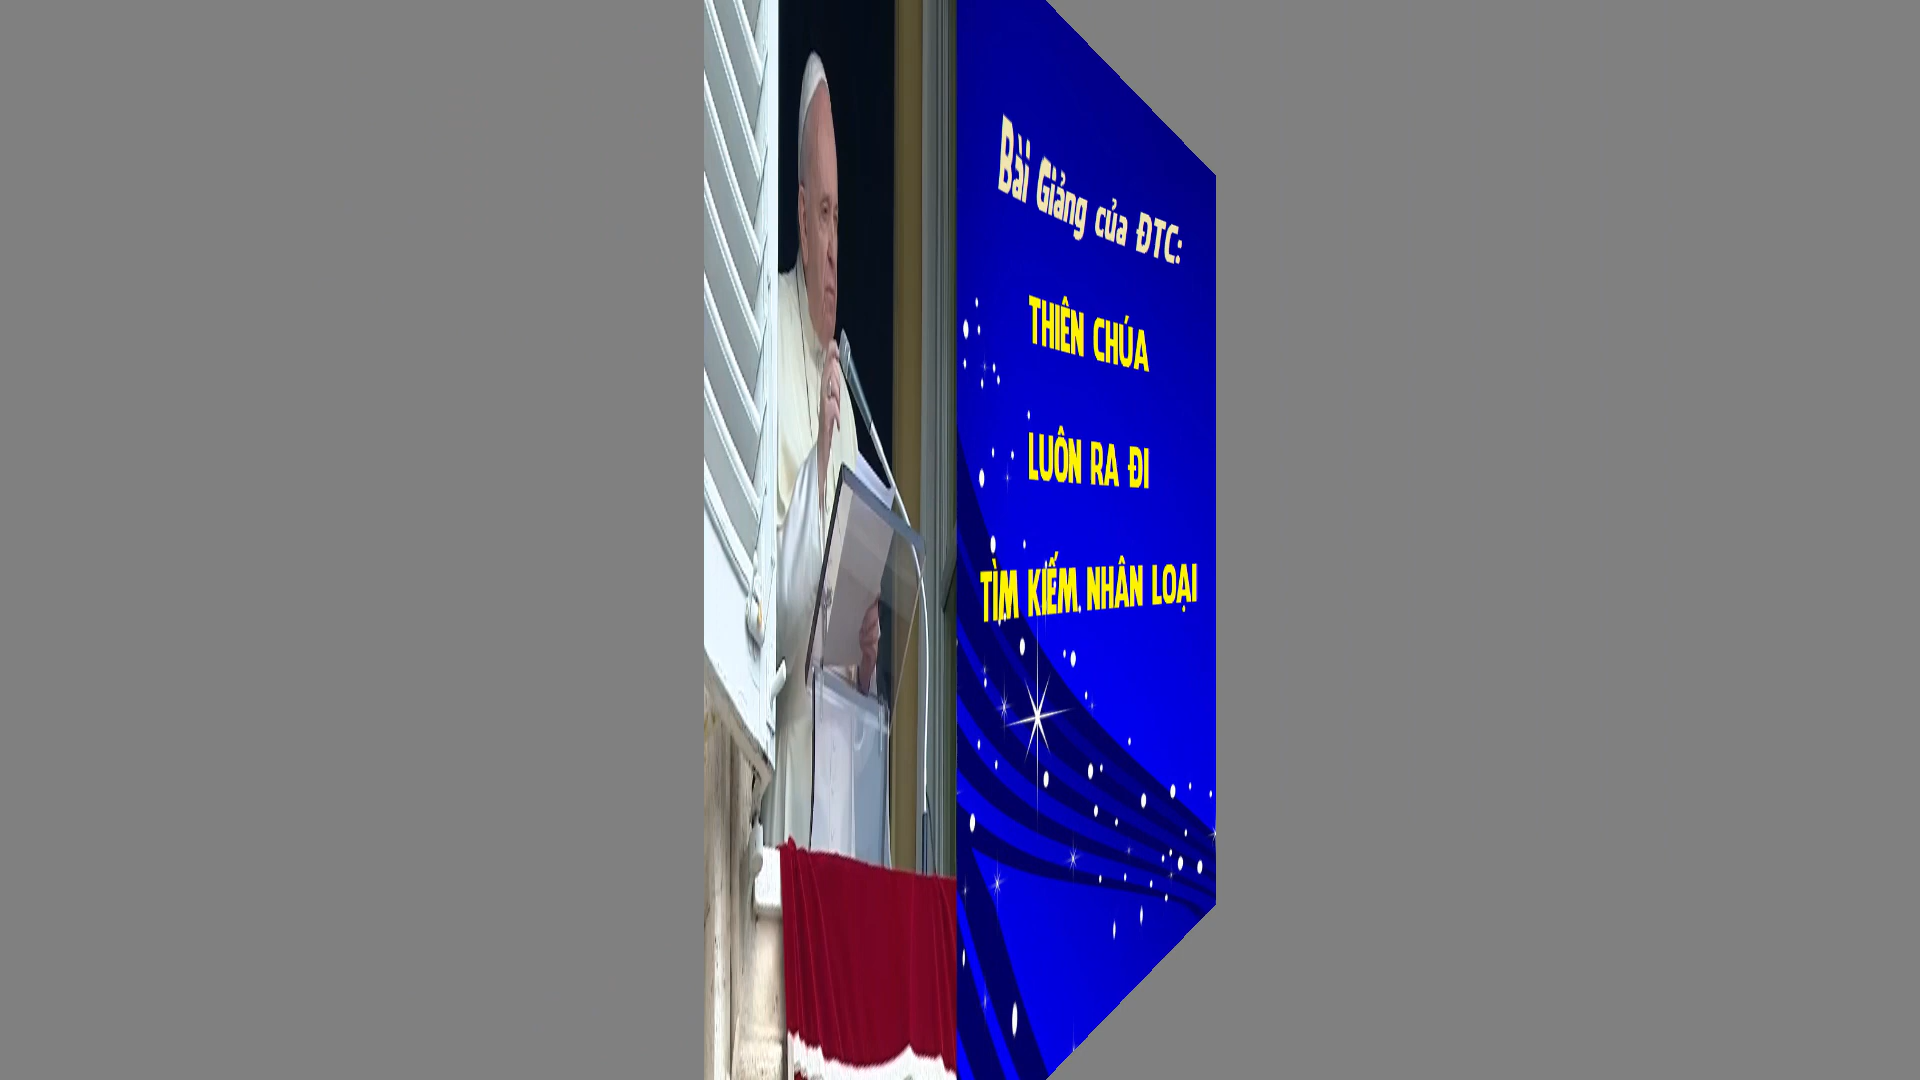 Bài Giảng của ĐTC:
THIÊN CHÚA
LUÔN RA ĐI
TÌM KIẾM NHÂN LOẠI